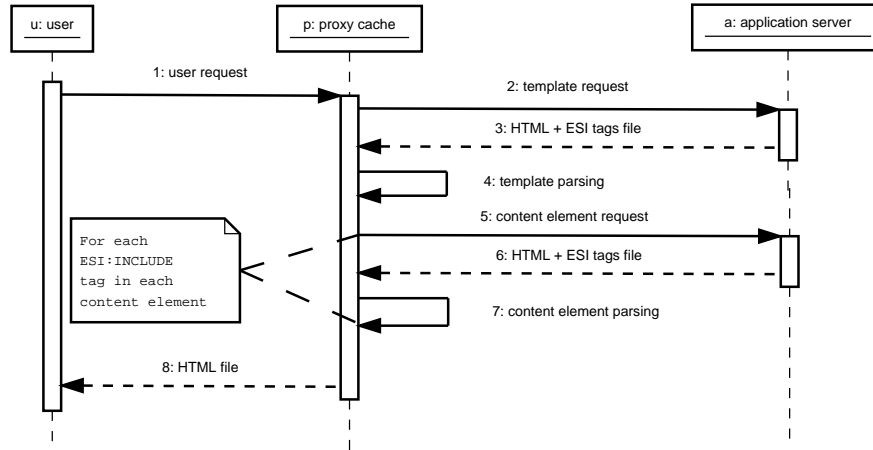 u: user
p: proxy cache
a: application server
1: user request
2: template request
3: HTML + ESI tags file
4: template parsing
5: content element request
For each
ESI:INCLUDE
tag in each
content element
6: HTML + ESI tags file
7: content element parsing
8: HTML file